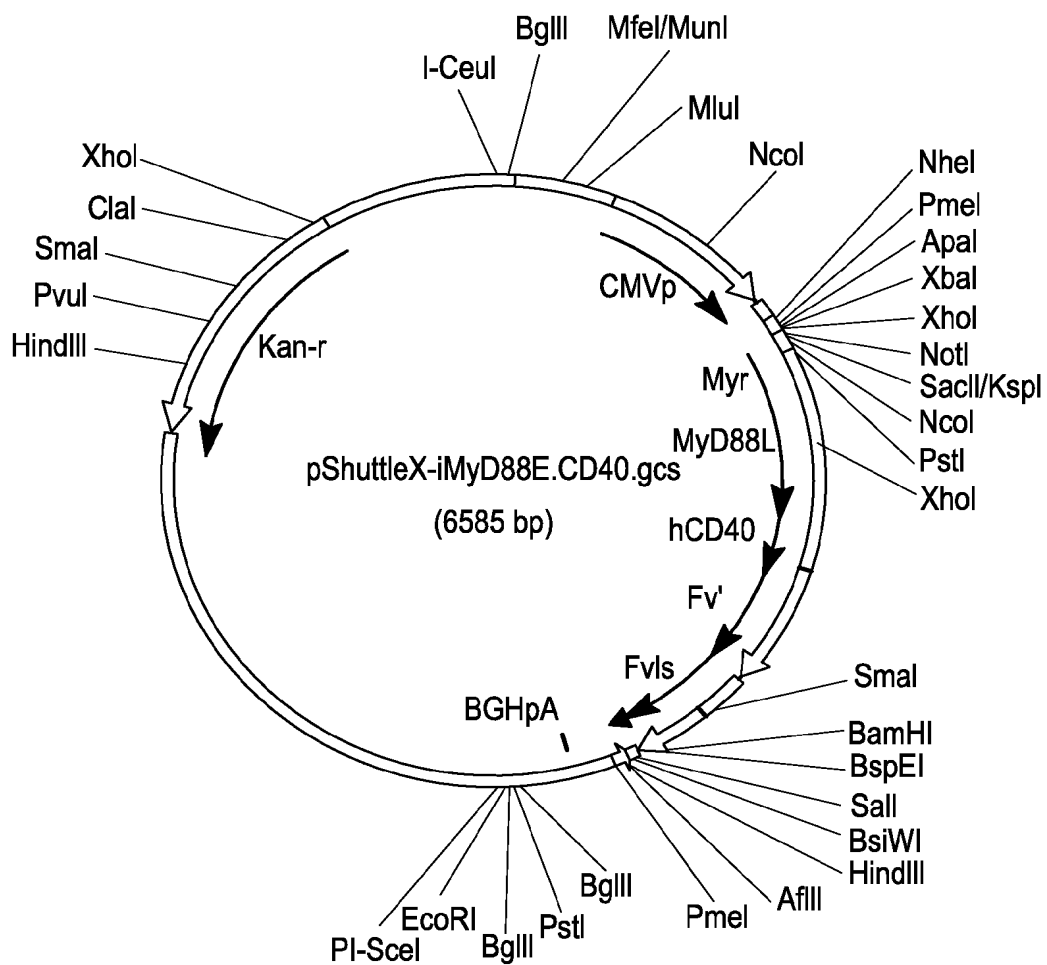 BglII
MfeI/MunI
I-CeuI
MluI
NcoI
XhoI
NheI
ClaI
PmeI
SmaI
ApaI
XbaI
PvuI
CMVp
XhoI
HindIII
Kan-r
NotI
Myr
SacII/KspI
NcoI
MyD88L
PstI
pShuttleX-iMyD88E.CD40.gcs
XhoI
(6585 bp)
hCD40
Fv'
Fvls
SmaI
BGHpA
BamHI
BspEI
SalI
BsiWI
HindIII
BglII
AflII
EcoRI
PmeI
PstI
PI-SceI
BglII